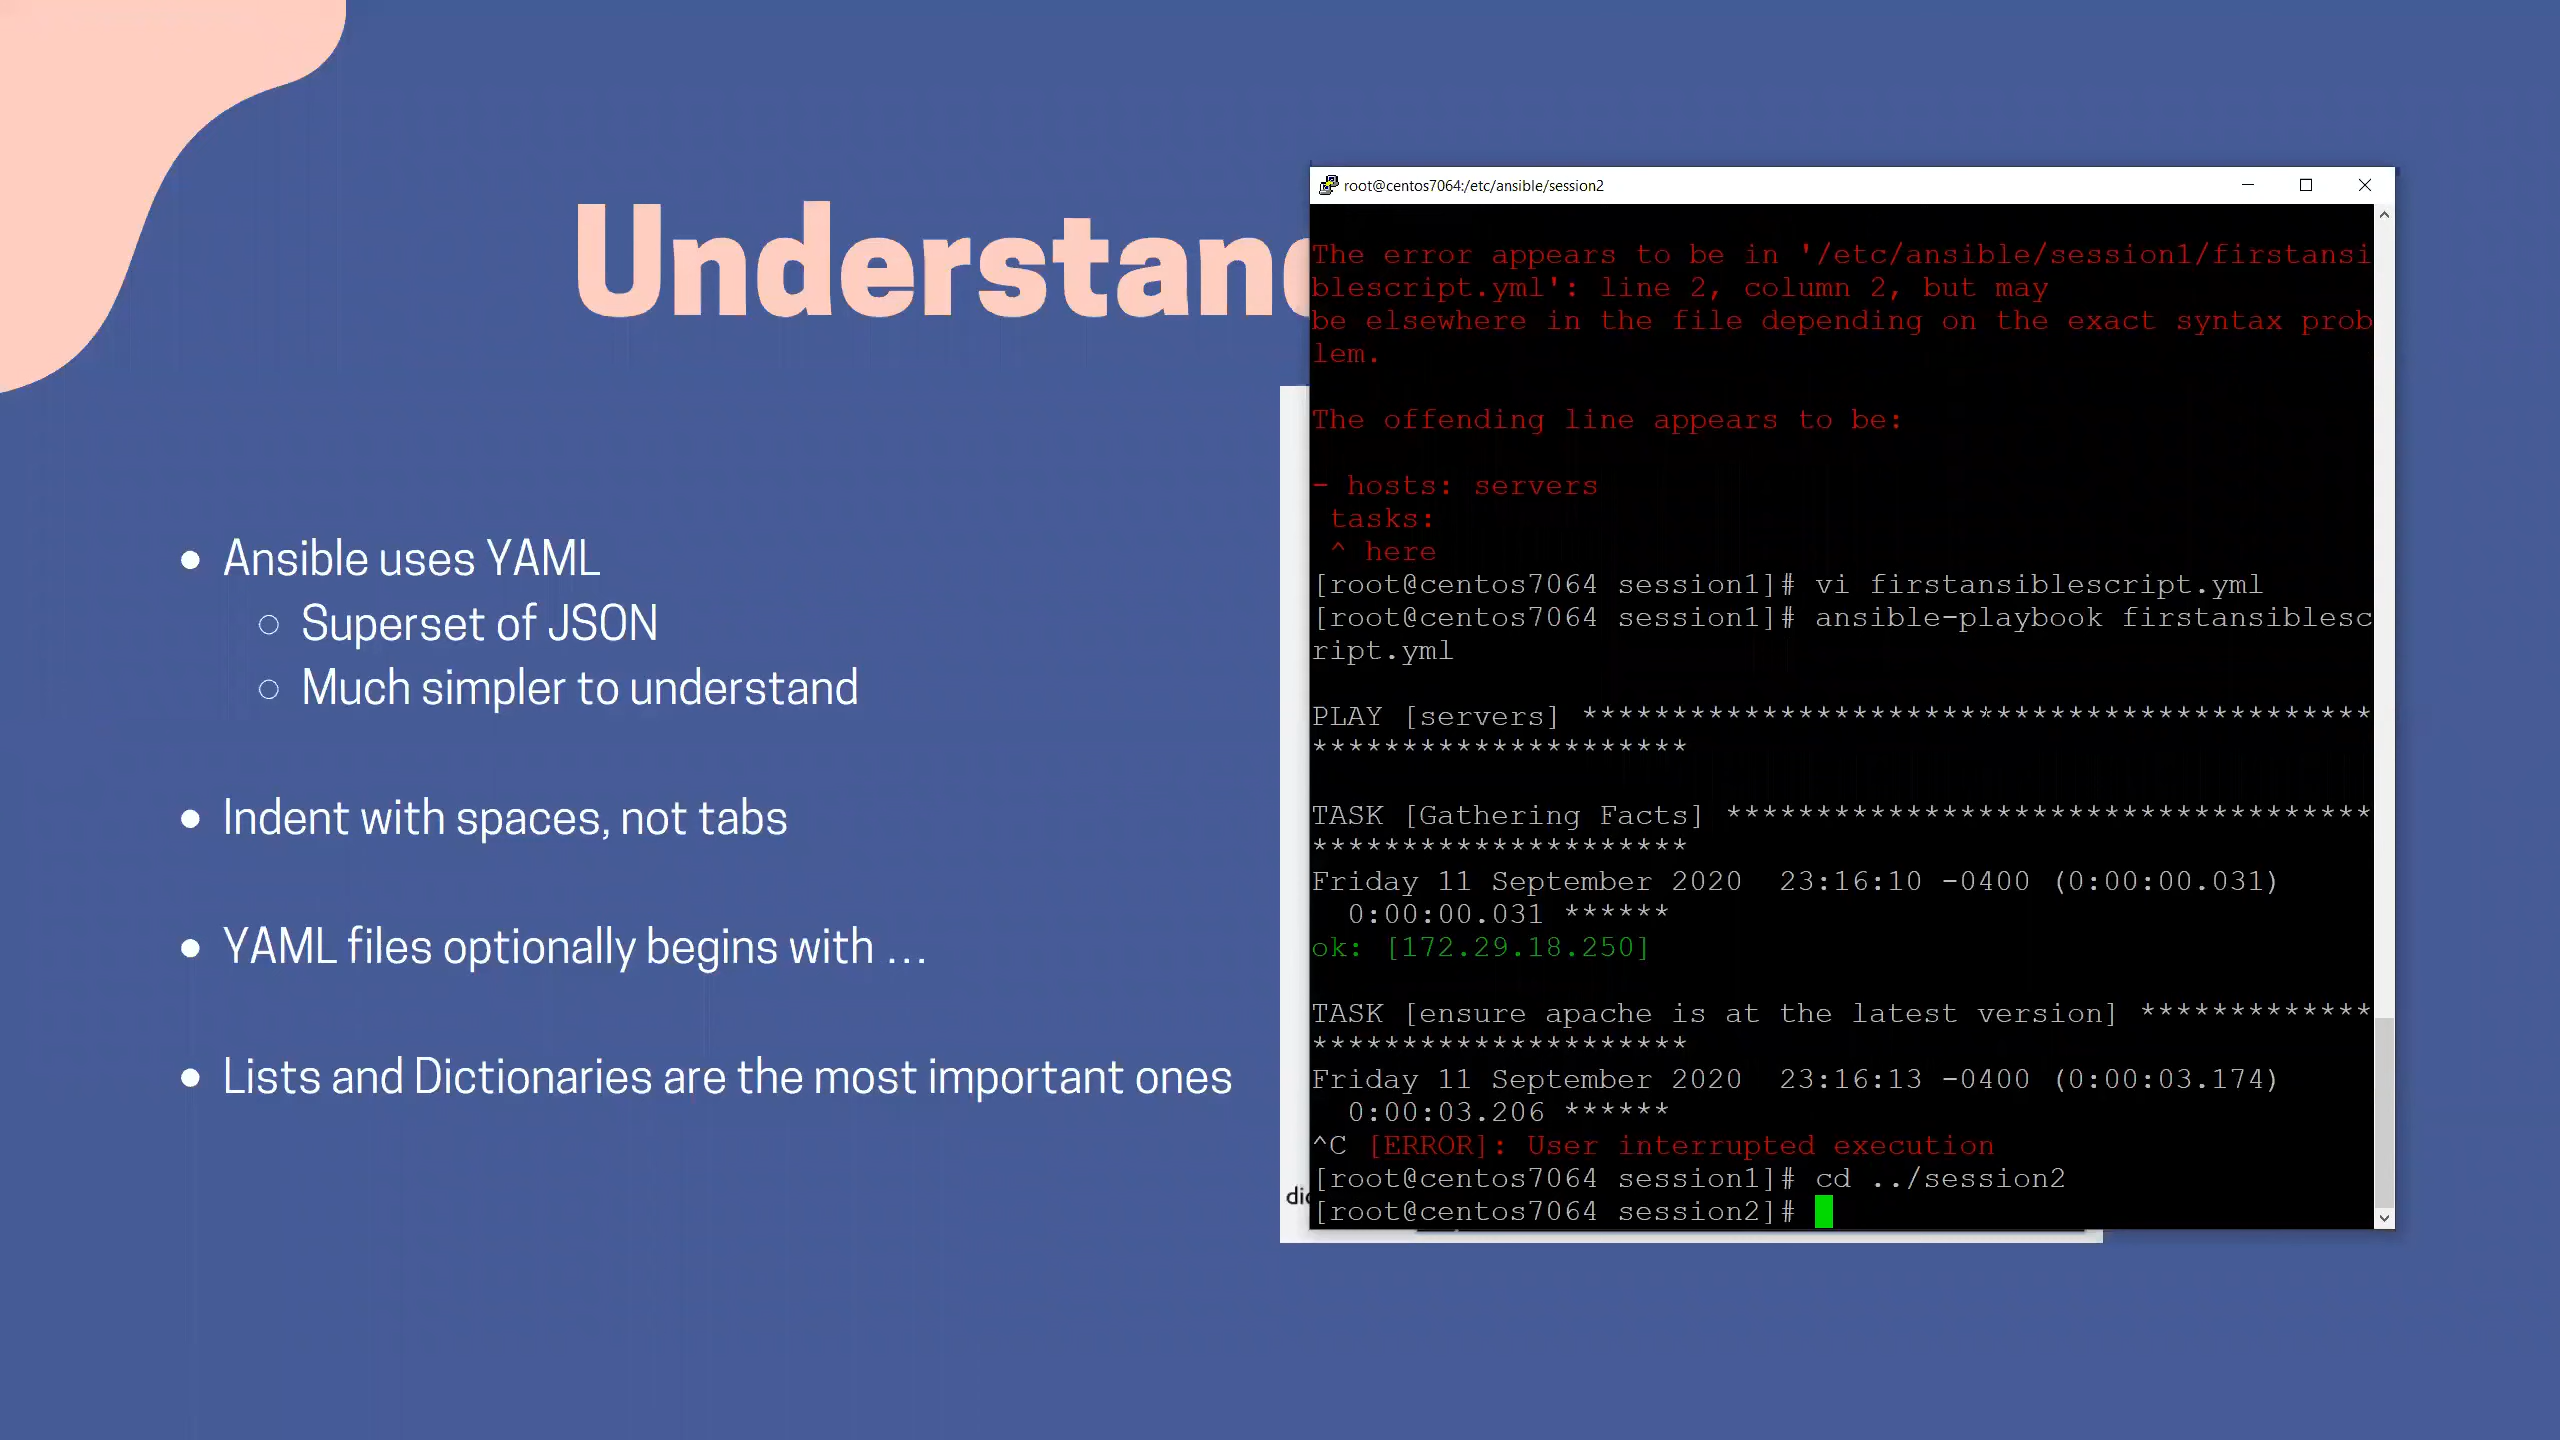 Understand
Ansible uses YAML
Superset of JSON
Much simpler to understand
Indent with spaces, not tabs
YAML files optionally begins with ...
Lists and Dictionaries are the most important ones
root@centos7064:/etc/ansible/session2
The error appears to be in '/etc/ansible/session1/firstansi
blescript.yml': line 2, column 2, but may
be elsewhere in the file depending on the exact syntax prob
lem.
The offending line appears to be:
- hosts: servers
tasks:
^ here
[root@centos7064 session1]# vi firstansiblescript.yml
[root@centos7064 session1]# ansible-playbook firstansiblesc
ript.yml
PLAY [servers] ********************************************
*********************
TASK [Gathering Facts] ************************************
*********************
Friday 11 September 2020  23:16:10 -0400 (0:00:00.031)
0:00:00.031 ******
ok: [172.29.18.250]
TASK [ensure apache is at the latest version] *************
*********************
Friday 11 September 2020  23:16:13 -0400 (0:00:03.174)
0:00:03.206 ******
^C [ERROR]: User interrupted execution
[root@centos7064 session1]# cd ../session2
[root@centos7064 session2]#